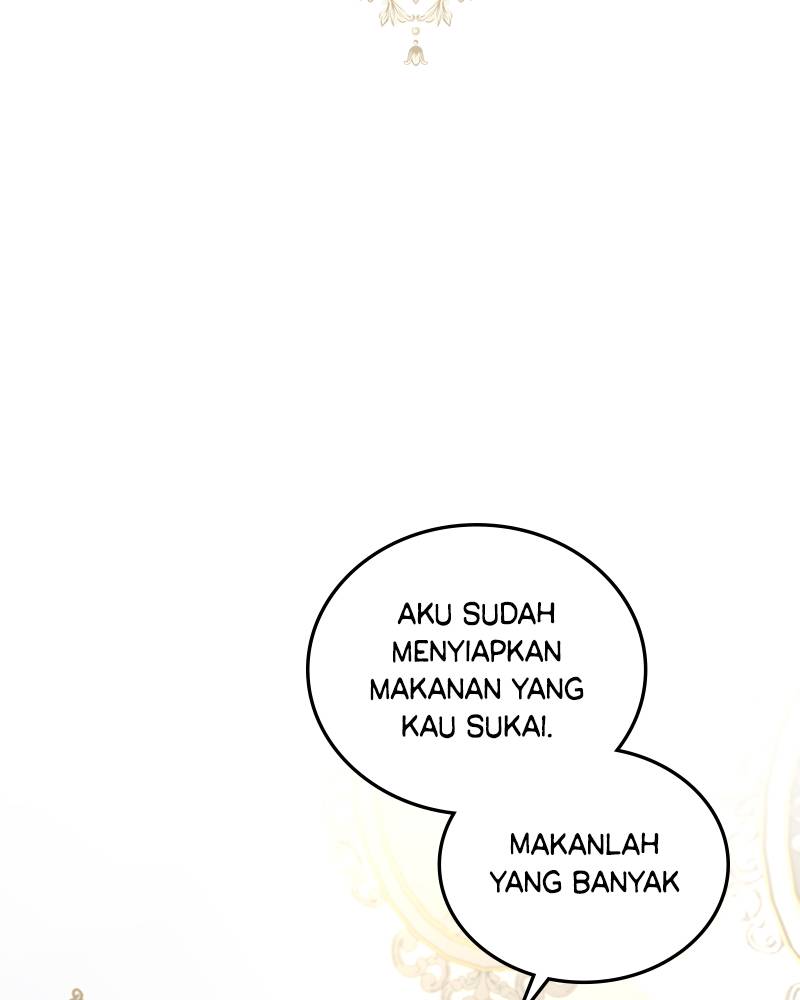 AKU SUDAH
MENYIAPKAN
MAKANAN YANG
KAU SUKAI.
MAKANLAH
YANG BANYAK